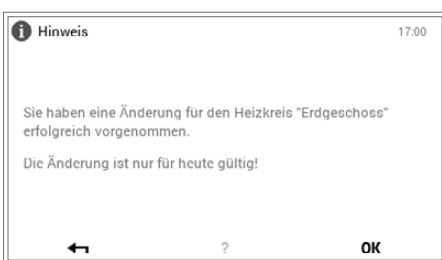 Hinweis 17:00
Sie haben eine Änderung für den Heizkreis "Erdgeschoss"
erfolgreich vorgenommen.
Die Änderung ist nur für heute gültig!
? OK